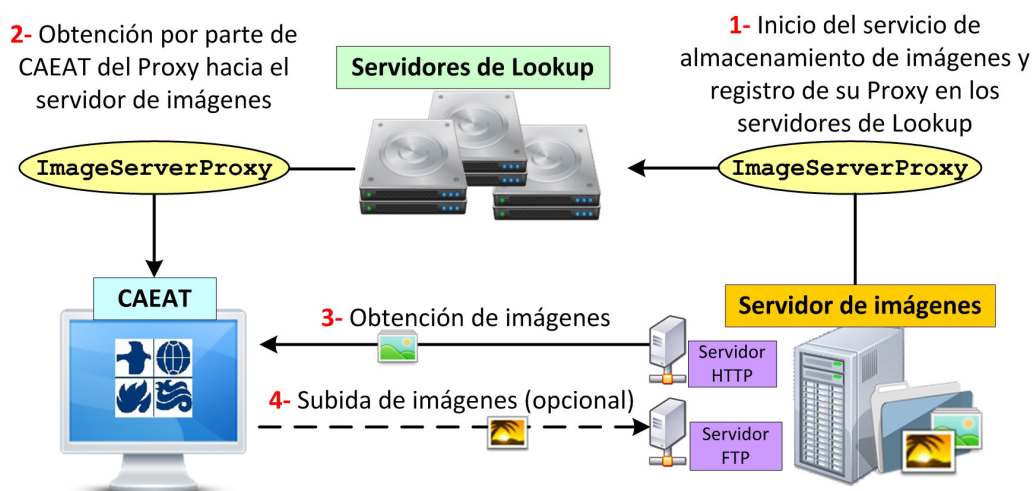 2- Obtención por parte de
CAEAT del Proxy hacia el
servidor de imágenes
Servidores de Lookup
1- Inicio del servicio de
almacenamiento de imágenes y
registro de su Proxy en los
servidores de Lookup
ImageServerProxy
ImageServerProxy
CAEAT
Servidor de imágenes
3- Obtención de imágenes
Servidor
HTTP
4- Subida de imágenes (opcional)
Servidor
FTP